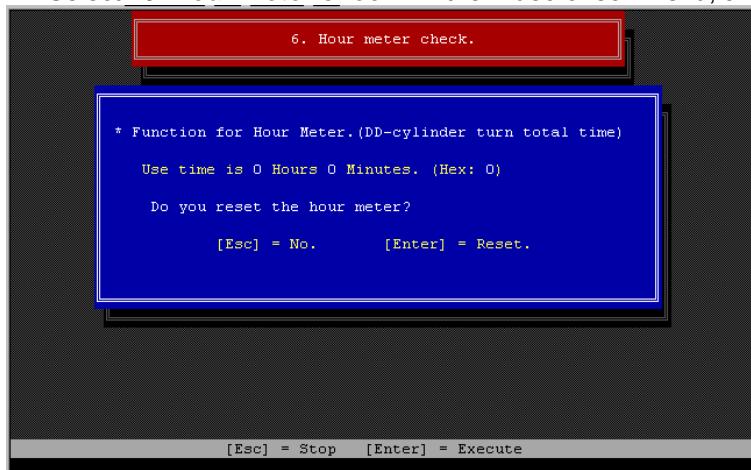 6. Hour meter check.
* Function for Hour Meter.(DD-cylinder turn total time)
Use time is 0 Hours 0 Minutes. (Hex: 0)
Do you reset the hour meter?
[Esc] = No. [Enter] = Reset.
[Esc] = Stop [Enter] = Execute